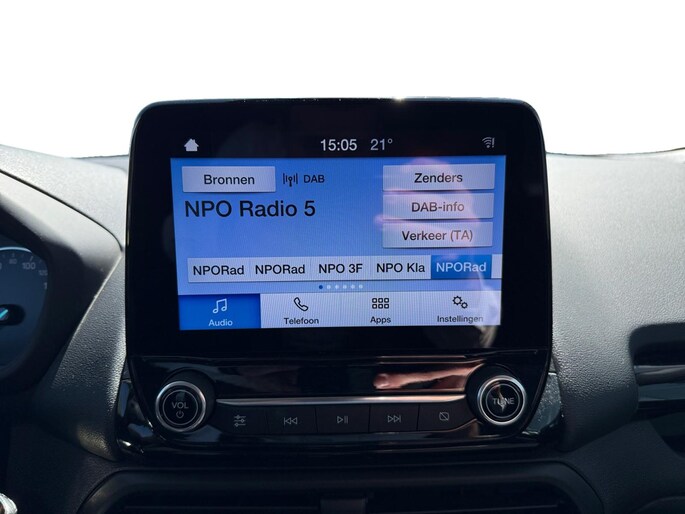 15:05 21°
Bronnen DAB Zenders
NPO Radio 5 DAB-info
Verkeer (TA)
NPORad NPORad NPO 3F NPO Kla NPORad
Audio Telefoon Apps Instellingen
VOL TUNE
100